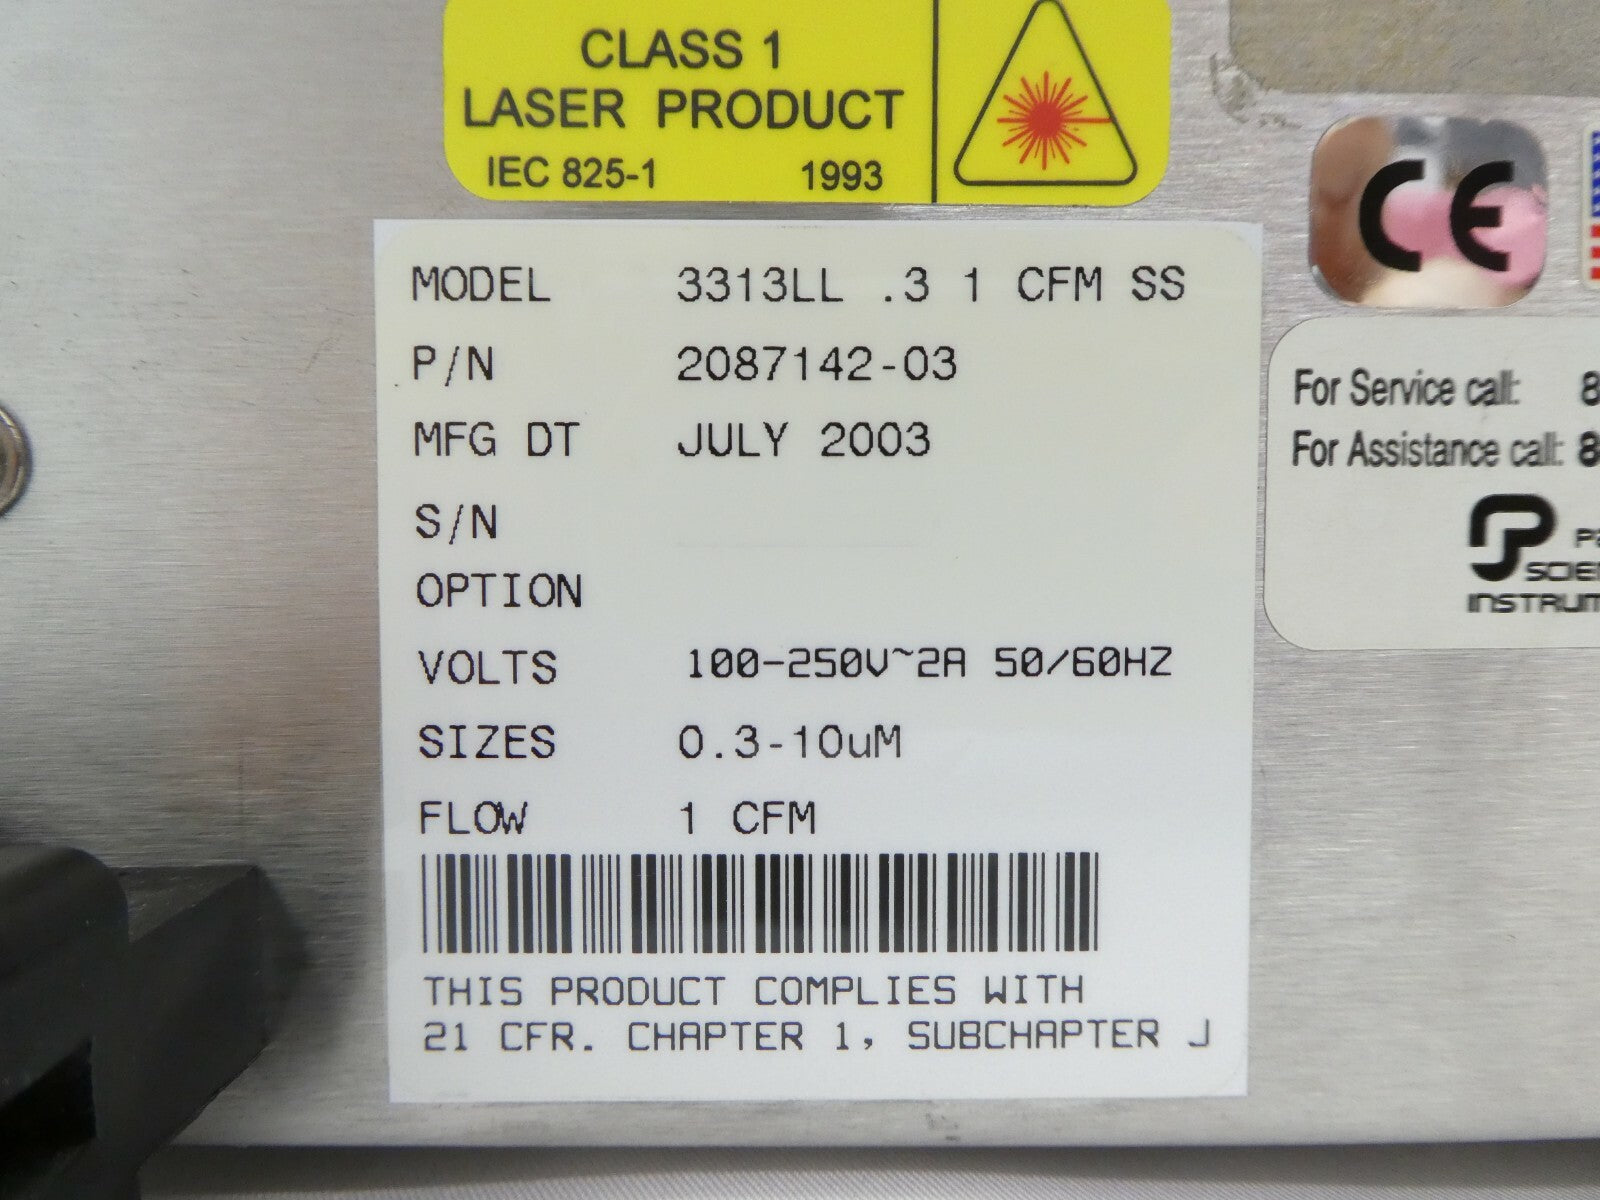 CLASS 1
LASER PRODUCT
IEC 825-1 1993
CE
MODEL 3313LL .3 1 CFM SS
P/N 2087142-03
MFG DT JULY 2003
S/N
OPTION
VOLTS 100-250V~2A 50/60HZ
SIZES 0.3-10uM
FLOW 1 CFM
THIS PRODUCT COMPLIES WITH
21 CFR. CHAPTER 1, SUBCHAPTER J
For Service call: 8
For Assistance call: 8